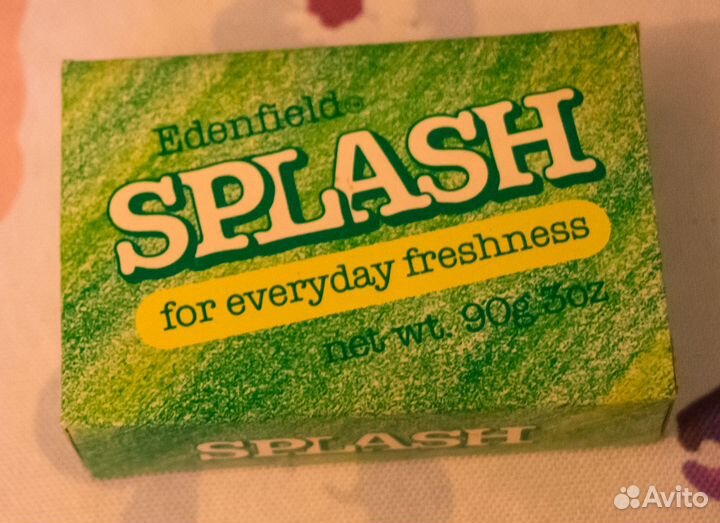 Edenfield
SPLASH
for everyday freshness
net wt. 90g 3oz
SPLASH
Avito